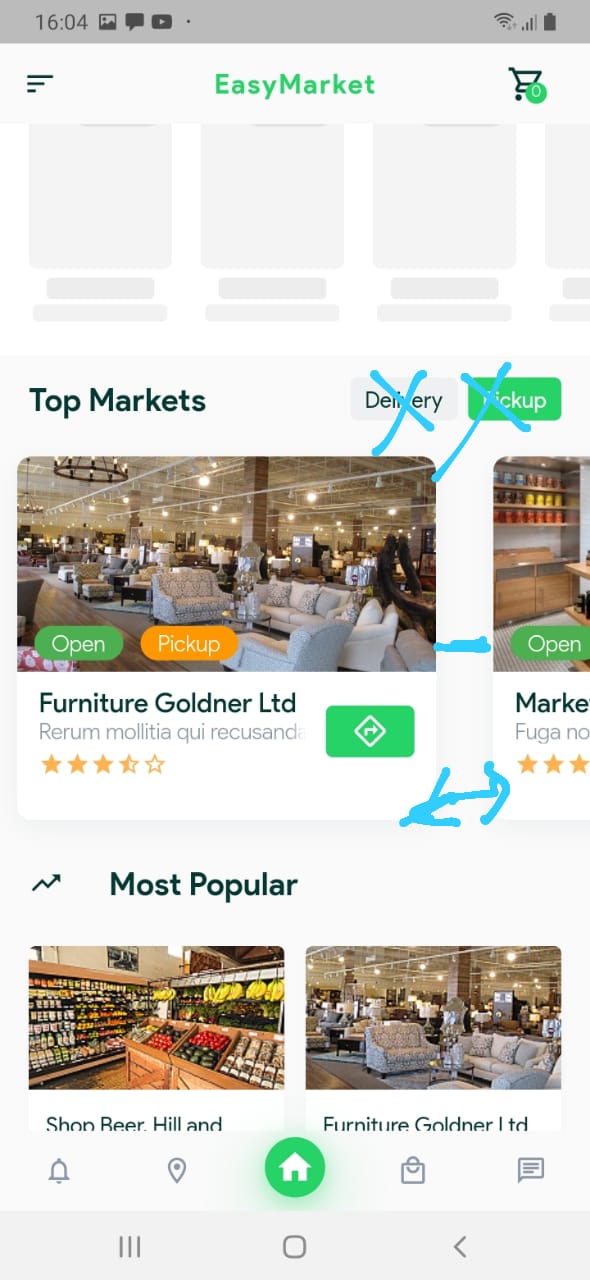 16:04
EasyMarket
0
Top Markets
Delivery
Pickup
Open
Pickup
Open
Furniture Goldner Ltd
Marke
Rerum mollitia qui recusanda
Fuga no
Most Popular
Shop Beer, Hill and
Furniture Goldner Ltd